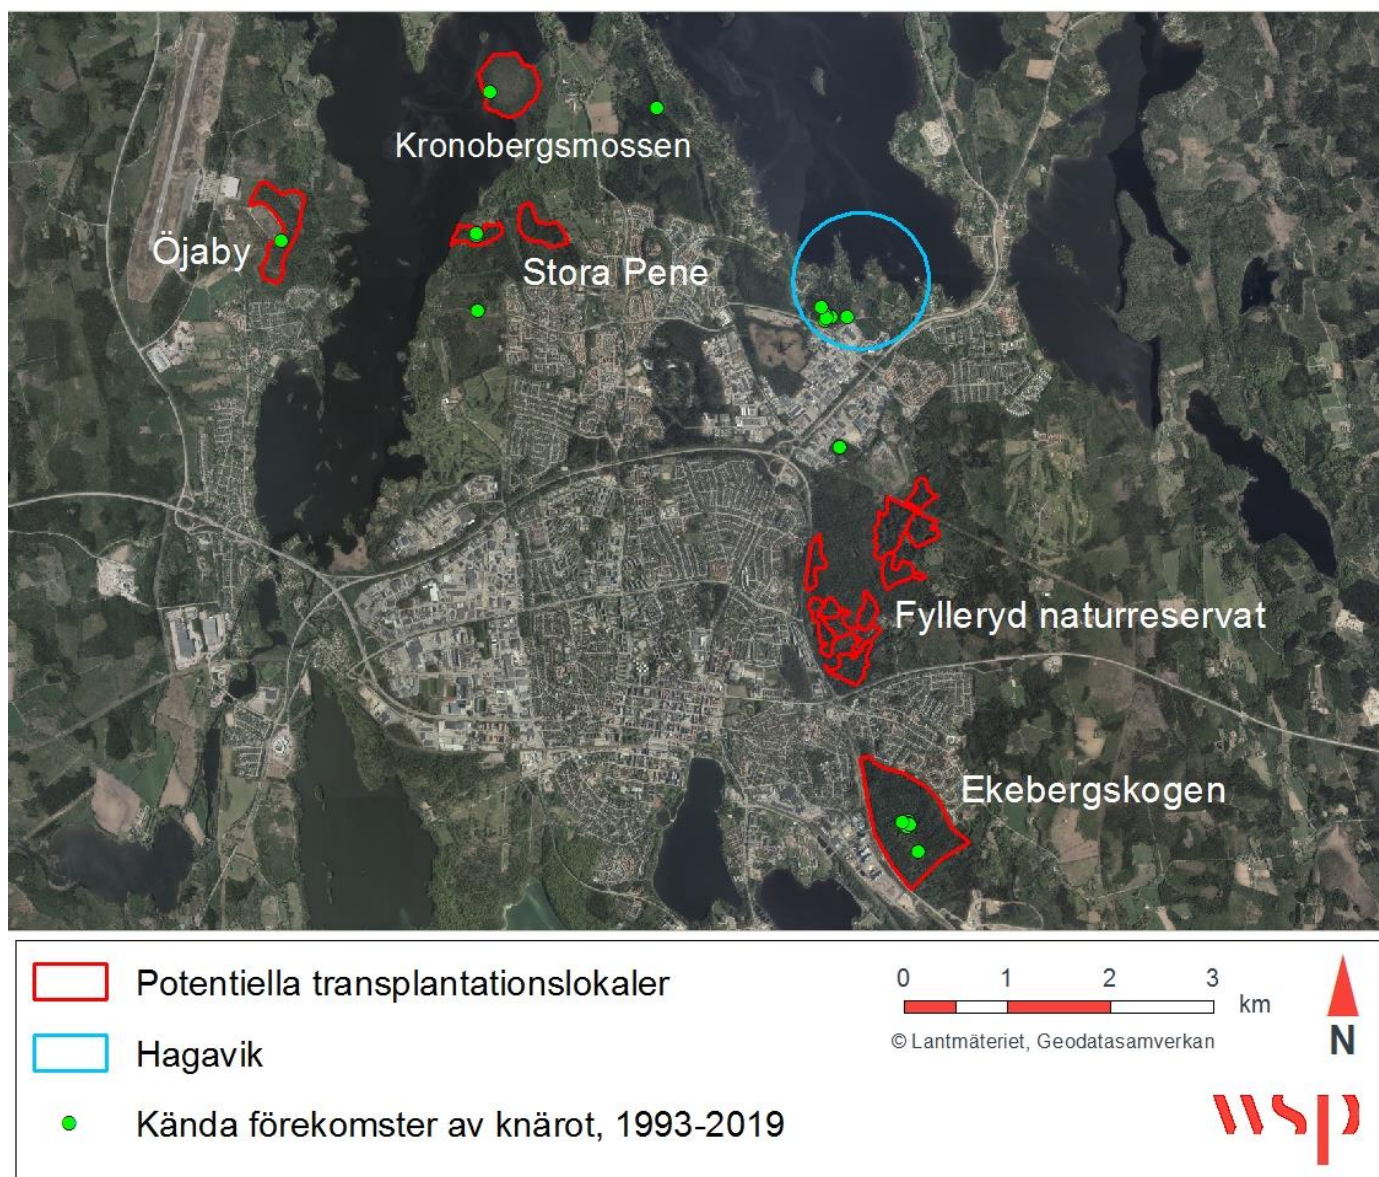 Kronobergsmossen
Öjaby
Stora Pene
Fylleryd naturreservat
Ekebergskogen
Potentiella transplantationslokaler
Hagavik
Kända förekomster av knärot, 1993-2019
0 1 2 3
km
© Lantmäteriet, Geodatasamverkan
N
wsp